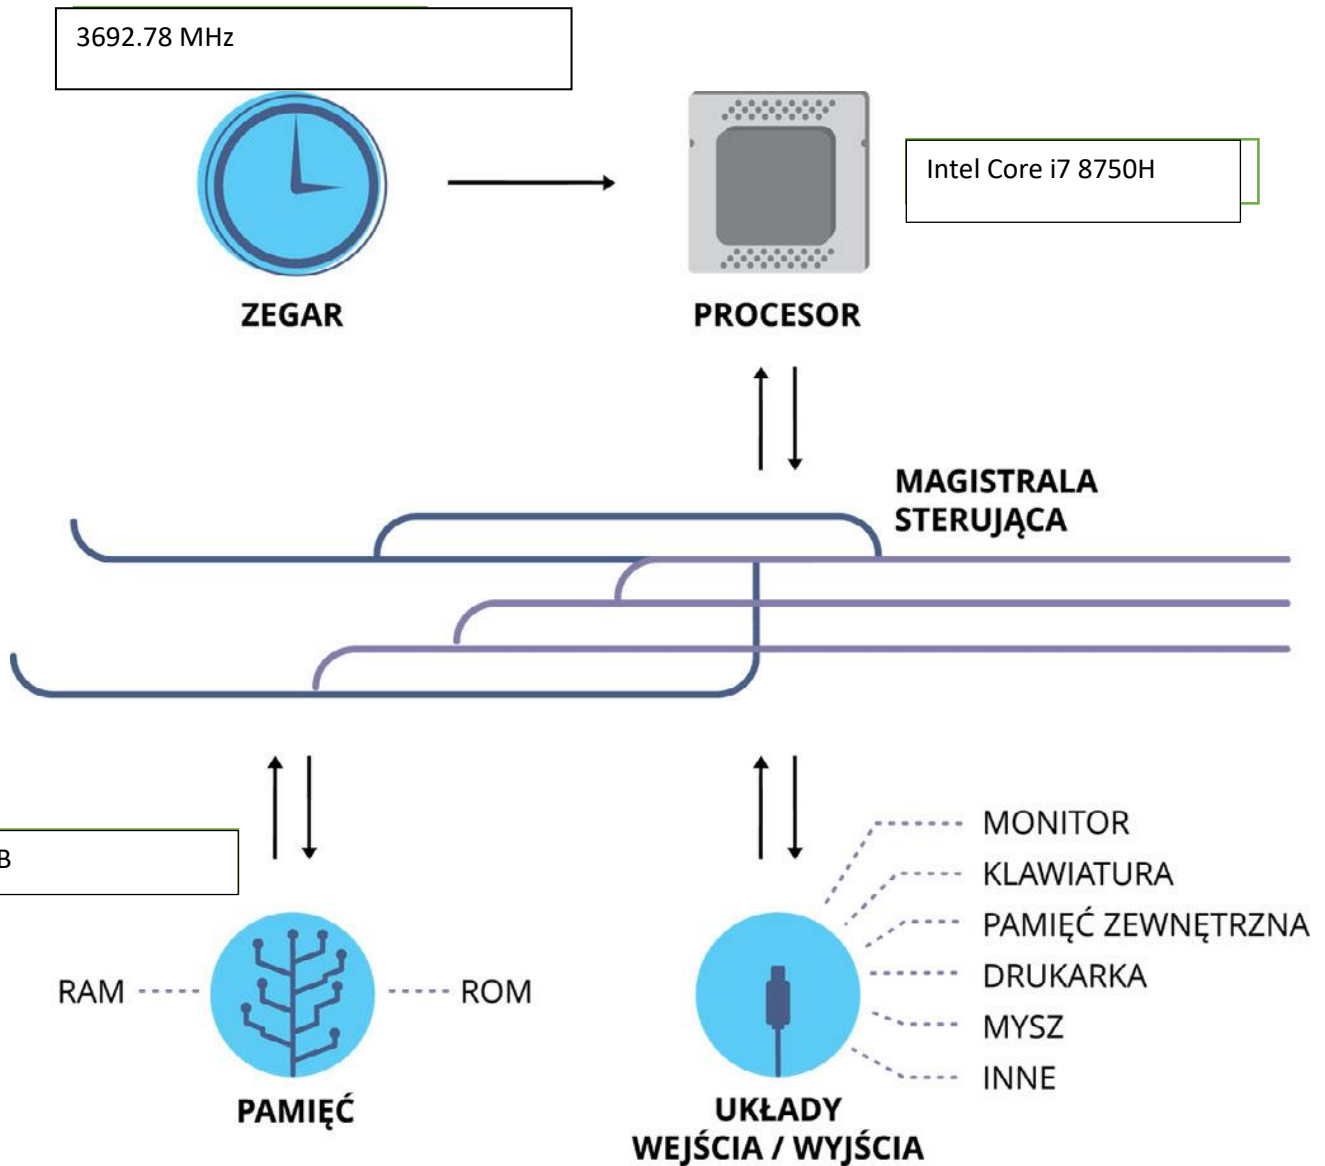 3692.78 MHz
Intel Core i7 8750H
ZEGAR
PROCESOR
MAGISTRALA
STERUJĄCA
B
MONITOR
KLAWIATURA
PAMIĘĆ ZEWNĘTRZNA
DRUKARKA
MYSZ
INNE
RAM
ROM
PAMIĘĆ
UKŁADY
WEJŚCIA / WYJŚCIA